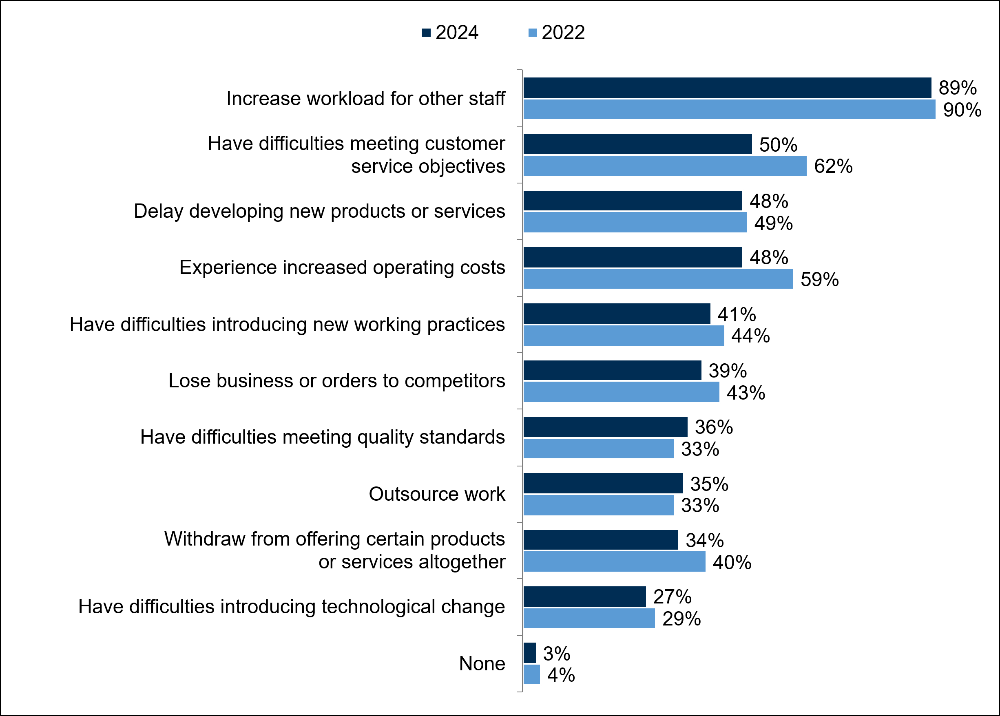 2024 2022
Increase workload for other staff
89%
90%
Have difficulties meeting customer
service objectives
50%
62%
Delay developing new products or services
48%
49%
Experience increased operating costs
48%
59%
Have difficulties introducing new working practices
41%
44%
Lose business or orders to competitors
39%
43%
Have difficulties meeting quality standards
36%
33%
Outsource work
35%
33%
Withdraw from offering certain products
or services altogether
34%
40%
Have difficulties introducing technological change
27%
29%
None
3%
4%